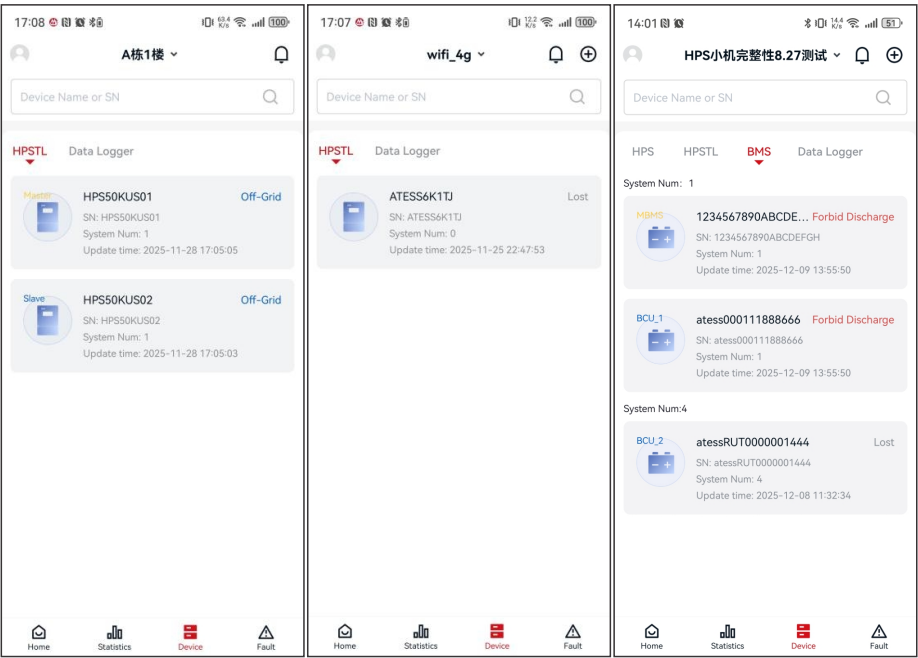 17:08 63.4 K/s 100
A栋1楼
Device Name or SN
HPSTL Data Logger
Master
HPS50KUS01 Off-Grid
SN: HPS50KUS01
System Num: 1
Update time: 2025-11-28 17:05:05
Slave
HPS50KUS02 Off-Grid
SN: HPS50KUS02
System Num: 1
Update time: 2025-11-28 17:05:03
Home Statistics Device Fault
17:07 12.2 K/s 100
wifi_4g
Device Name or SN
HPSTL Data Logger
ATESS6K1TJ Lost
SN: ATESS6K1TJ
System Num: 0
Update time: 2025-11-25 22:47:53
Home Statistics Device Fault
14:01 14.4 K/s 51
HPS小机完整性8.27测试
Device Name or SN
HPS HPSTL BMS Data Logger
System Num: 1
MBMS
1234567890ABCDE... Forbid Discharge
SN: 1234567890ABCDEFGH
System Num: 1
Update time: 2025-12-09 13:55:50
BCU_1
atess000111888666 Forbid Discharge
SN: atess000111888666
System Num: 1
Update time: 2025-12-09 13:55:50
System Num:4
BCU_2
atessRUT0000001444 Lost
SN: atessRUT0000001444
System Num: 4
Update time: 2025-12-08 11:32:34
Home Statistics Device Fault